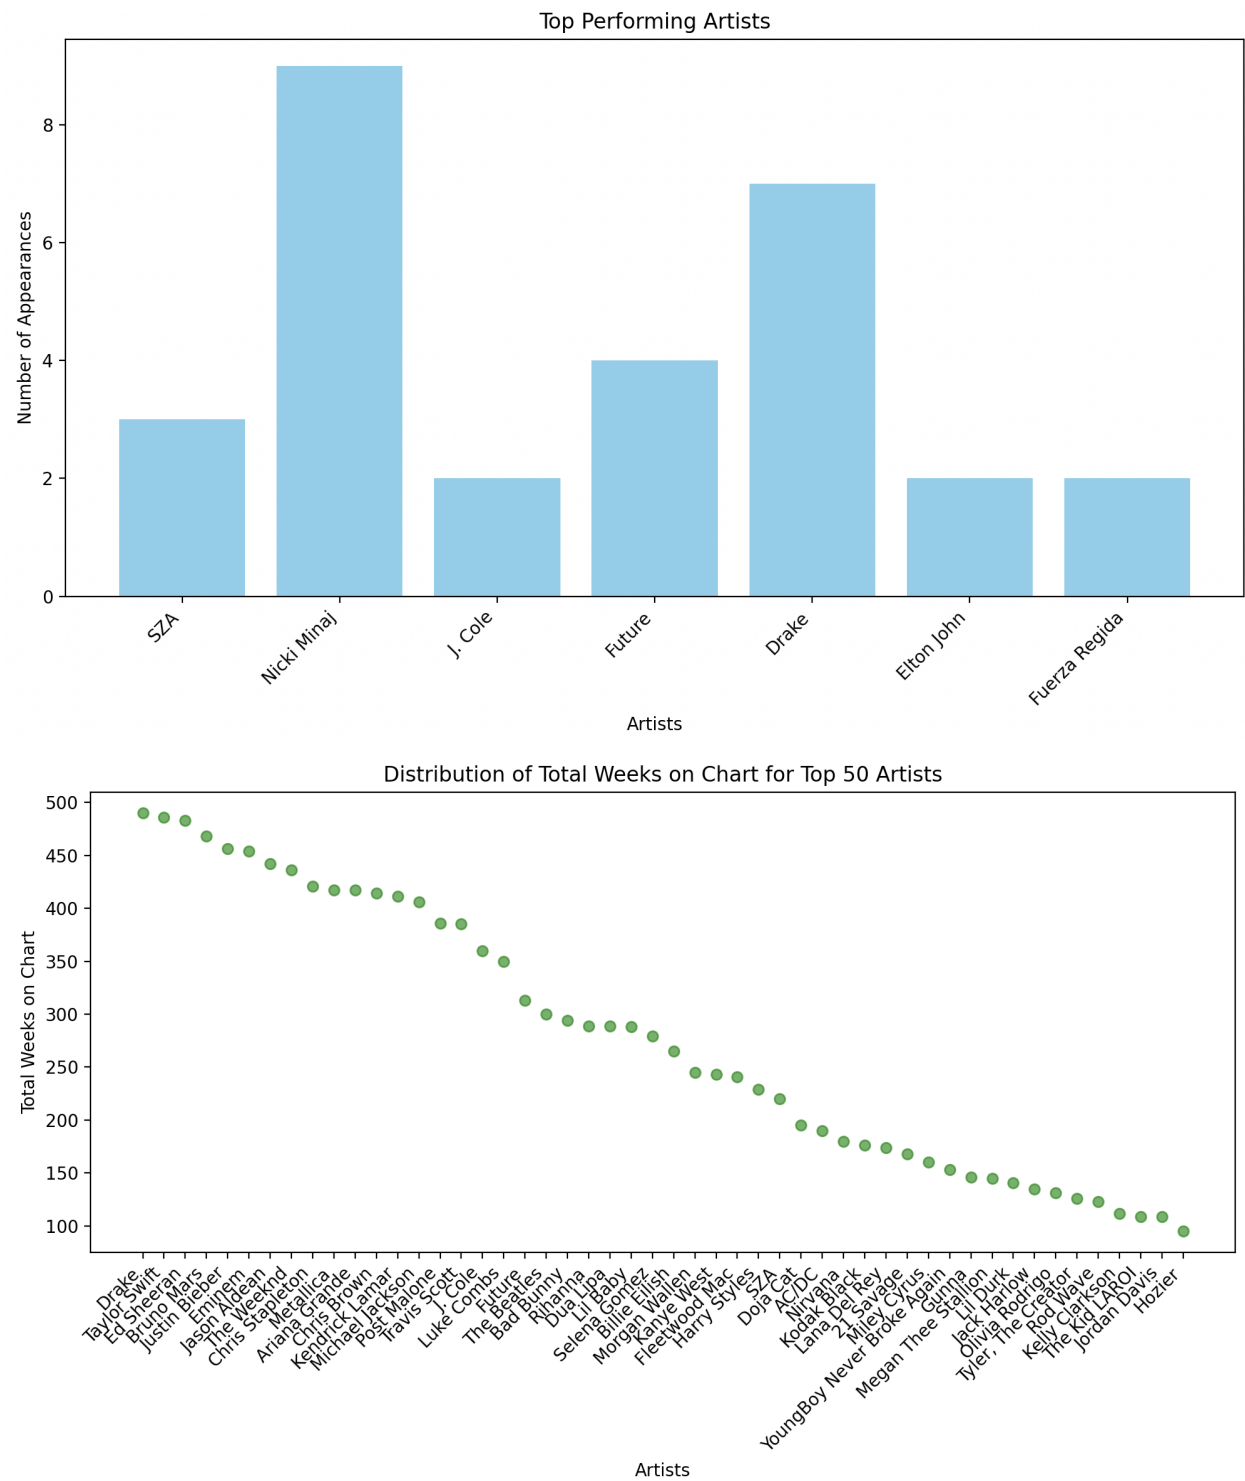 Top Performing Artists
Number of Appearances
8
6
4
2
0
SZA
Nicki Minaj
J. Cole
Future
Drake
Elton John
Fuerza Regida
Artists
Distribution of Total Weeks on Chart for Top 50 Artists
Total Weeks on Chart
500
450
400
350
300
250
200
150
100
Drake
Taylor Swift
Ed Sheeran
Bruno Mars
Justin Bieber
Eminem
Jason Aldean
The Weeknd
Chris Stapleton
Metallica
Ariana Grande
Chris Brown
Kendrick Lamar
Michael Jackson
Post Malone
Travis Scott
J. Cole
Luke Combs
Future
The Beatles
Bad Bunny
Rihanna
Dua Lipa
Lil Baby
Selena Gomez
Billie Eilish
Morgan Wallen
Kanye West
Fleetwood Mac
Harry Styles
SZA
Doja Cat
AC/DC
Nirvana
Kodak Black
Lana Del Rey
21 Savage
Miley Cyrus
YoungBoy Never Broke Again
Gunna
Megan Thee Stallion
Lil Durk
Jack Harlow
Olivia Rodrigo
Tyler, The Creator
Rod Wave
Kelly Clarkson
The Kid LAROI
Jordan Davis
Hozier
Artists